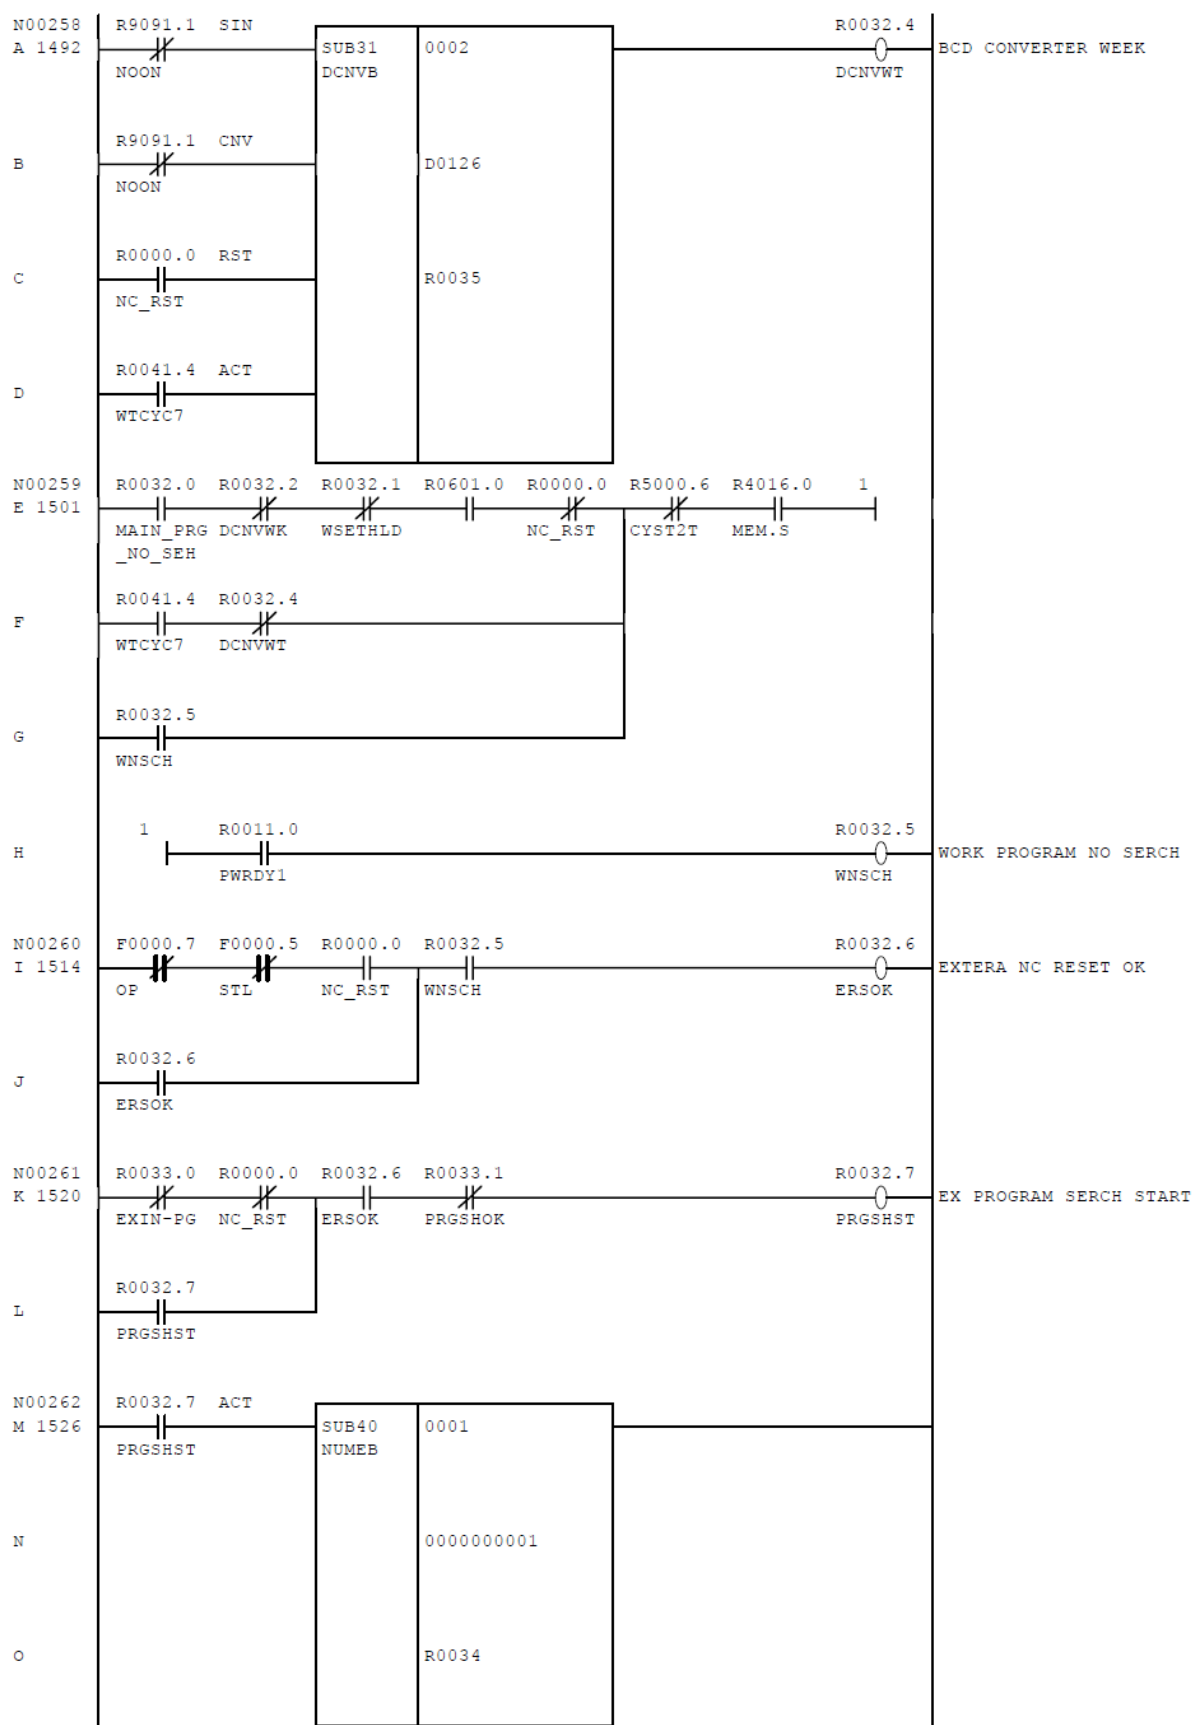 N00258 R9091.1 SIN R0032.4
A 1492 SUB31 0002 BCD CONVERTER WEEK
NOON DCNVB DCNVWT
R9091.1 CNV
B D0126
NOON
R0000.0 RST
C R0035
NC_RST
R0041.4 ACT
D
WTCYC7
N00259 R0032.0 R0032.2 R0032.1 R0601.0 R0000.0 R5000.6 R4016.0 1
E 1501
MAIN_PRG DCNVWK WSETHLD NC_RST CYST2T MEM.S
_NO_SEH
R0041.4 R0032.4
F
WTCYC7 DCNVWT
R0032.5
G
WNSCH
1 R0011.0 R0032.5
H WORK PROGRAM NO SERCH
PWRDY1 WNSCH
N00260 F0000.7 F0000.5 R0000.0 R0032.5 R0032.6
I 1514 EXTERA NC RESET OK
OP STL NC_RST WNSCH ERSOK
R0032.6
J
ERSOK
N00261 R0033.0 R0000.0 R0032.6 R0033.1 R0032.7
K 1520 EX PROGRAM SERCH START
EXIN-PG NC_RST ERSOK PRGSHOK PRGSHST
R0032.7
L
PRGSHST
N00262 R0032.7 ACT
M 1526 SUB40 0001
PRGSHST NUMEB
N 0000000001
O R0034